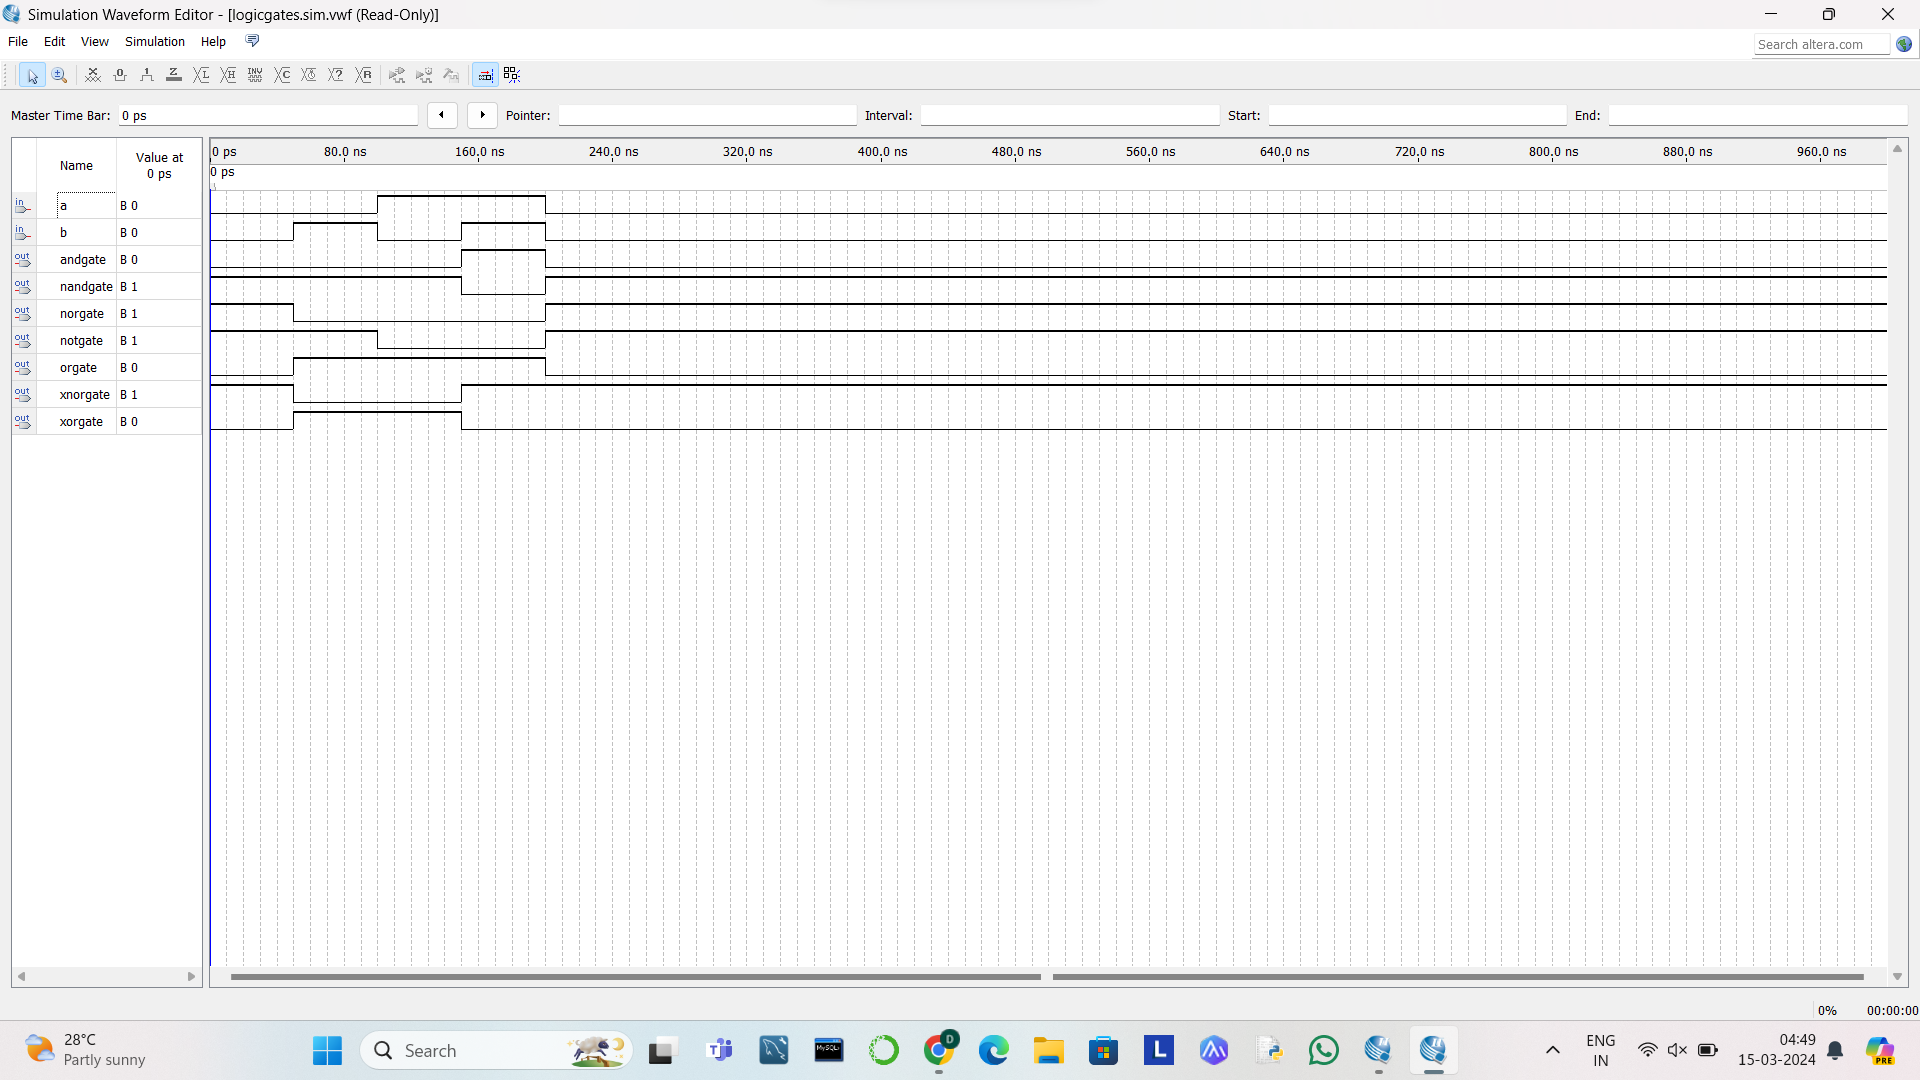 Simulation Waveform Editor - [logicgates.sim.vwf (Read-Only)]
File Edit View Simulation Help
Search altera.com
Master Time Bar: 0 ps Pointer: Interval: Start: End:
Name Value at 0 ps
0 ps 80.0 ns 160.0 ns 240.0 ns 320.0 ns 400.0 ns 480.0 ns 560.0 ns 640.0 ns 720.0 ns 800.0 ns 880.0 ns 960.0 ns
0 ps
in a B 0
in b B 0
out andgate B 0
out nandgate B 1
out norgate B 1
out notgate B 1
out orgate B 0
out xnorgate B 1
out xorgate B 0
0% 00:00:00
28°C
Partly sunny
Search
MySQL
D
L
ENG
IN
04:49
15-03-2024
PRE